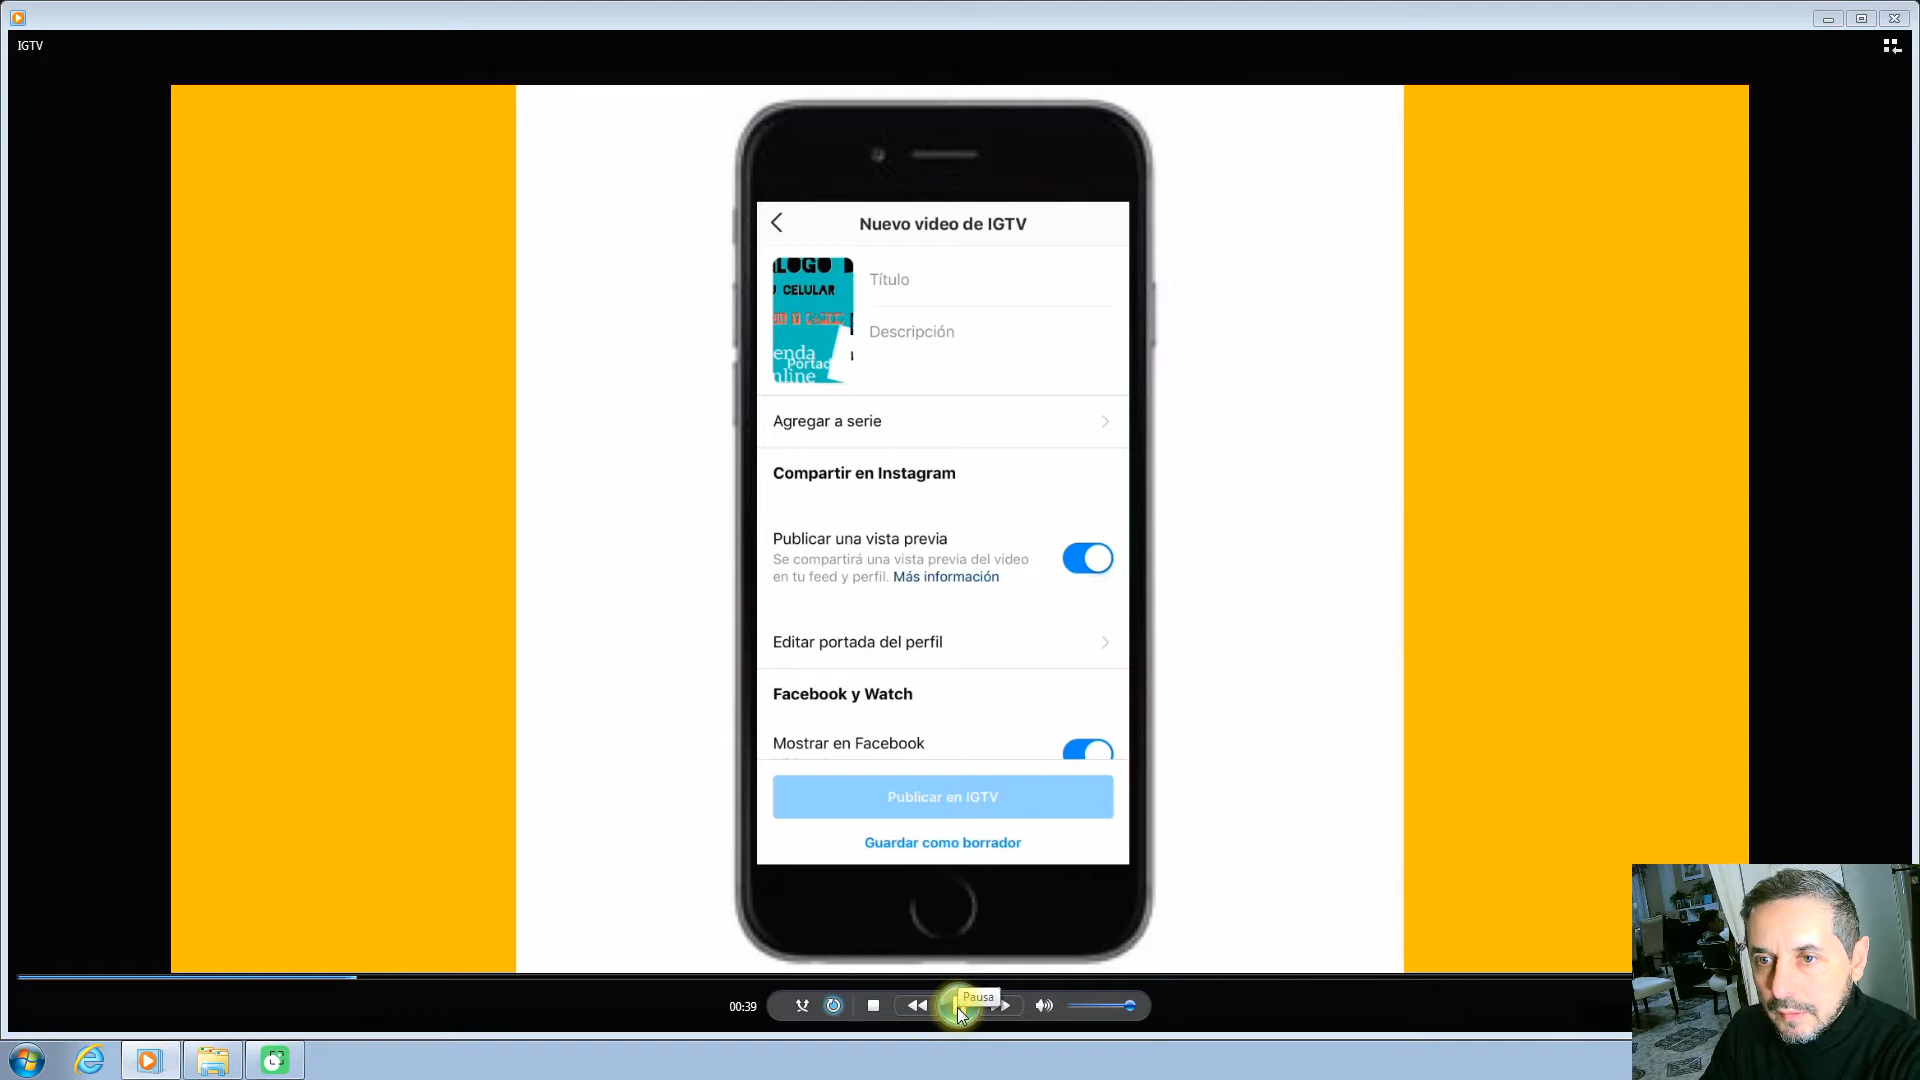 IGTV
Nuevo video de IGTV
LOGO
CELULAR
Título
Descripción
enda
Portad
nline
Agregar a serie
Compartir en Instagram
Publicar una vista previa
Se compartirá una vista previa del video
en tu feed y perfil. Más información
Editar portada del perfil
Facebook y Watch
Mostrar en Facebook
Publicar en IGTV
Guardar como borrador
00:39
Pausa